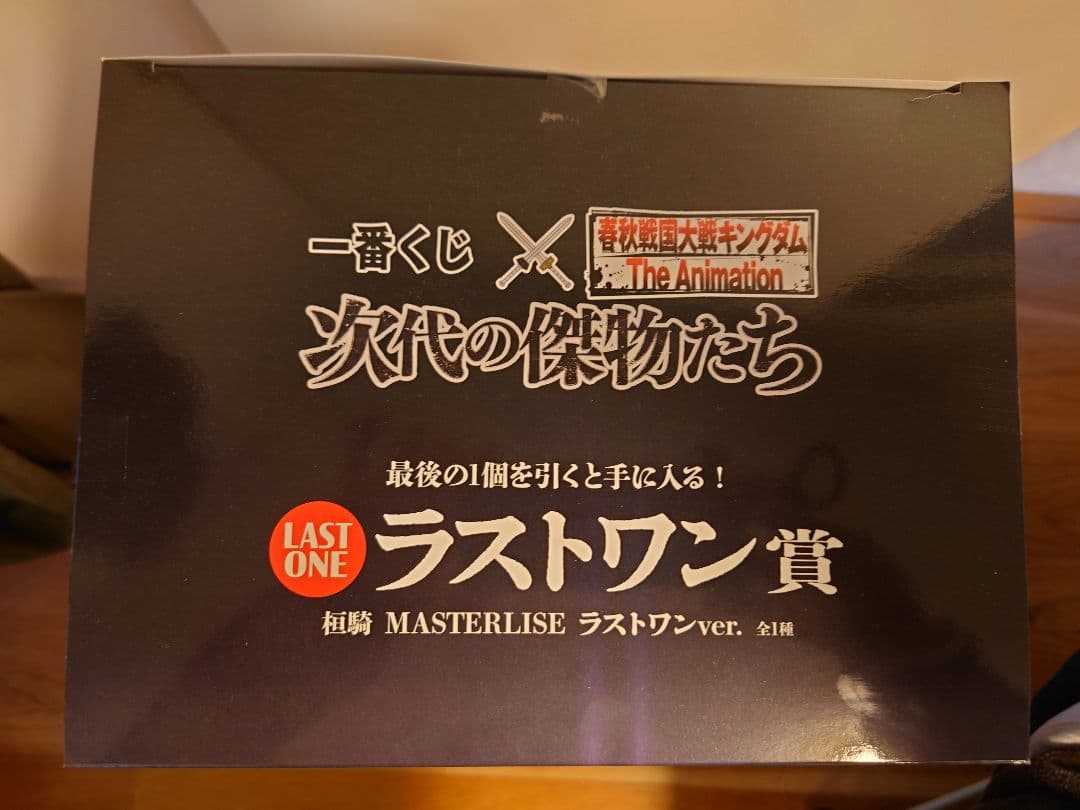 一番くじ
春秋戦国大戦キングダム
The Animation
次代の傑物たち
最後の1個を引くと手に入る！
LAST
ONE
ラストワン賞
桓騎 MASTERLISE ラストワンver. 全1種